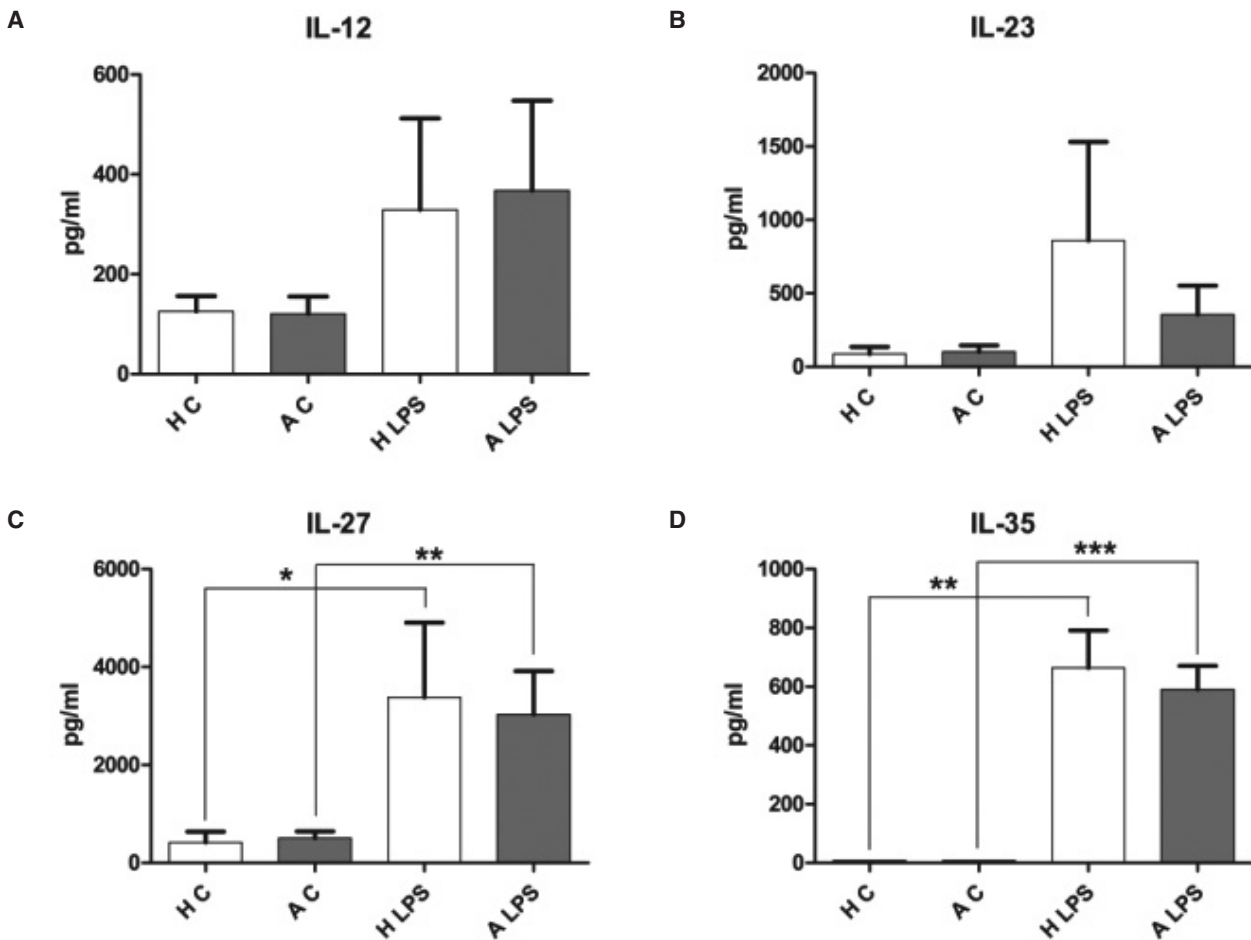 A
IL-12
600
400
200
0
pg/ml
H C
A C
H LPS
A LPS
B
IL-23
2000
1500
1000
500
0
pg/ml
H C
A C
H LPS
A LPS
C
IL-27
6000
4000
2000
0
pg/ml
*
**
H C
A C
H LPS
A LPS
D
IL-35
1000
800
600
400
200
0
pg/ml
**
***
H C
A C
H LPS
A LPS